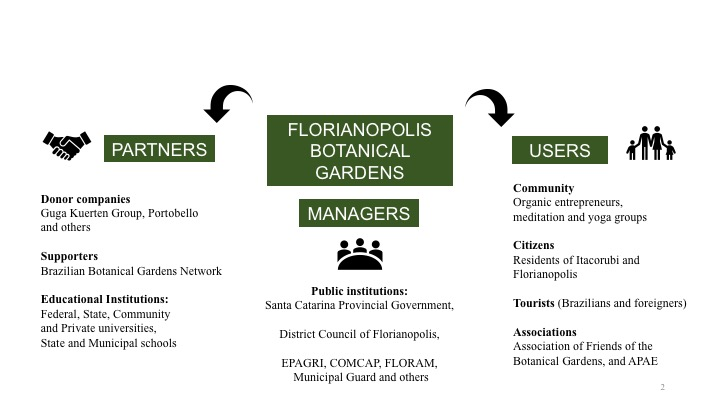 FLORIANOPOLIS
BOTANICAL
GARDENS
PARTNERS
Donor companies
Guga Kuerten Group, Portobello
and others
Supporters
Brazilian Botanical Gardens Network
Educational Institutions:
Federal, State, Community
and Private universities,
State and Municipal schools
MANAGERS
Public institutions:
Santa Catarina Provincial Government,
District Council of Florianopolis,
EPAGRI, COMCAP, FLORAM,
Municipal Guard and others
USERS
Community
Organic entrepreneurs,
meditation and yoga groups
Citizens
Residents of Itacorubi and
Florianopolis
Tourists (Brazilians and foreigners)
Associations
Association of Friends of the
Botanical Gardens, and APAE
2